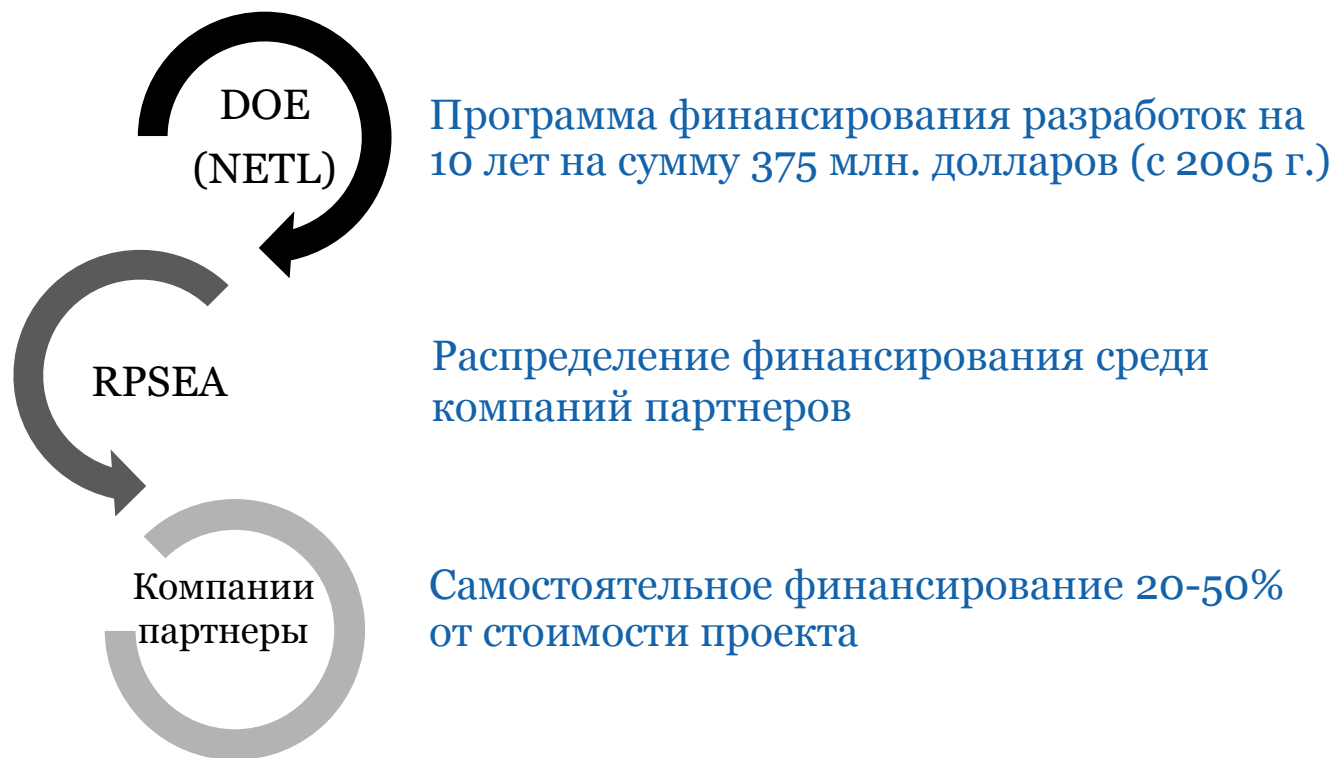 DOE
(NETL)
Программа финансирования разработок на
10 лет на сумму 375 млн. долларов (с 2005 г.)
RPSEA
Распределение финансирования среди
компаний партнеров
Компании
партнеры
Самостоятельное финансирование 20-50%
от стоимости проекта